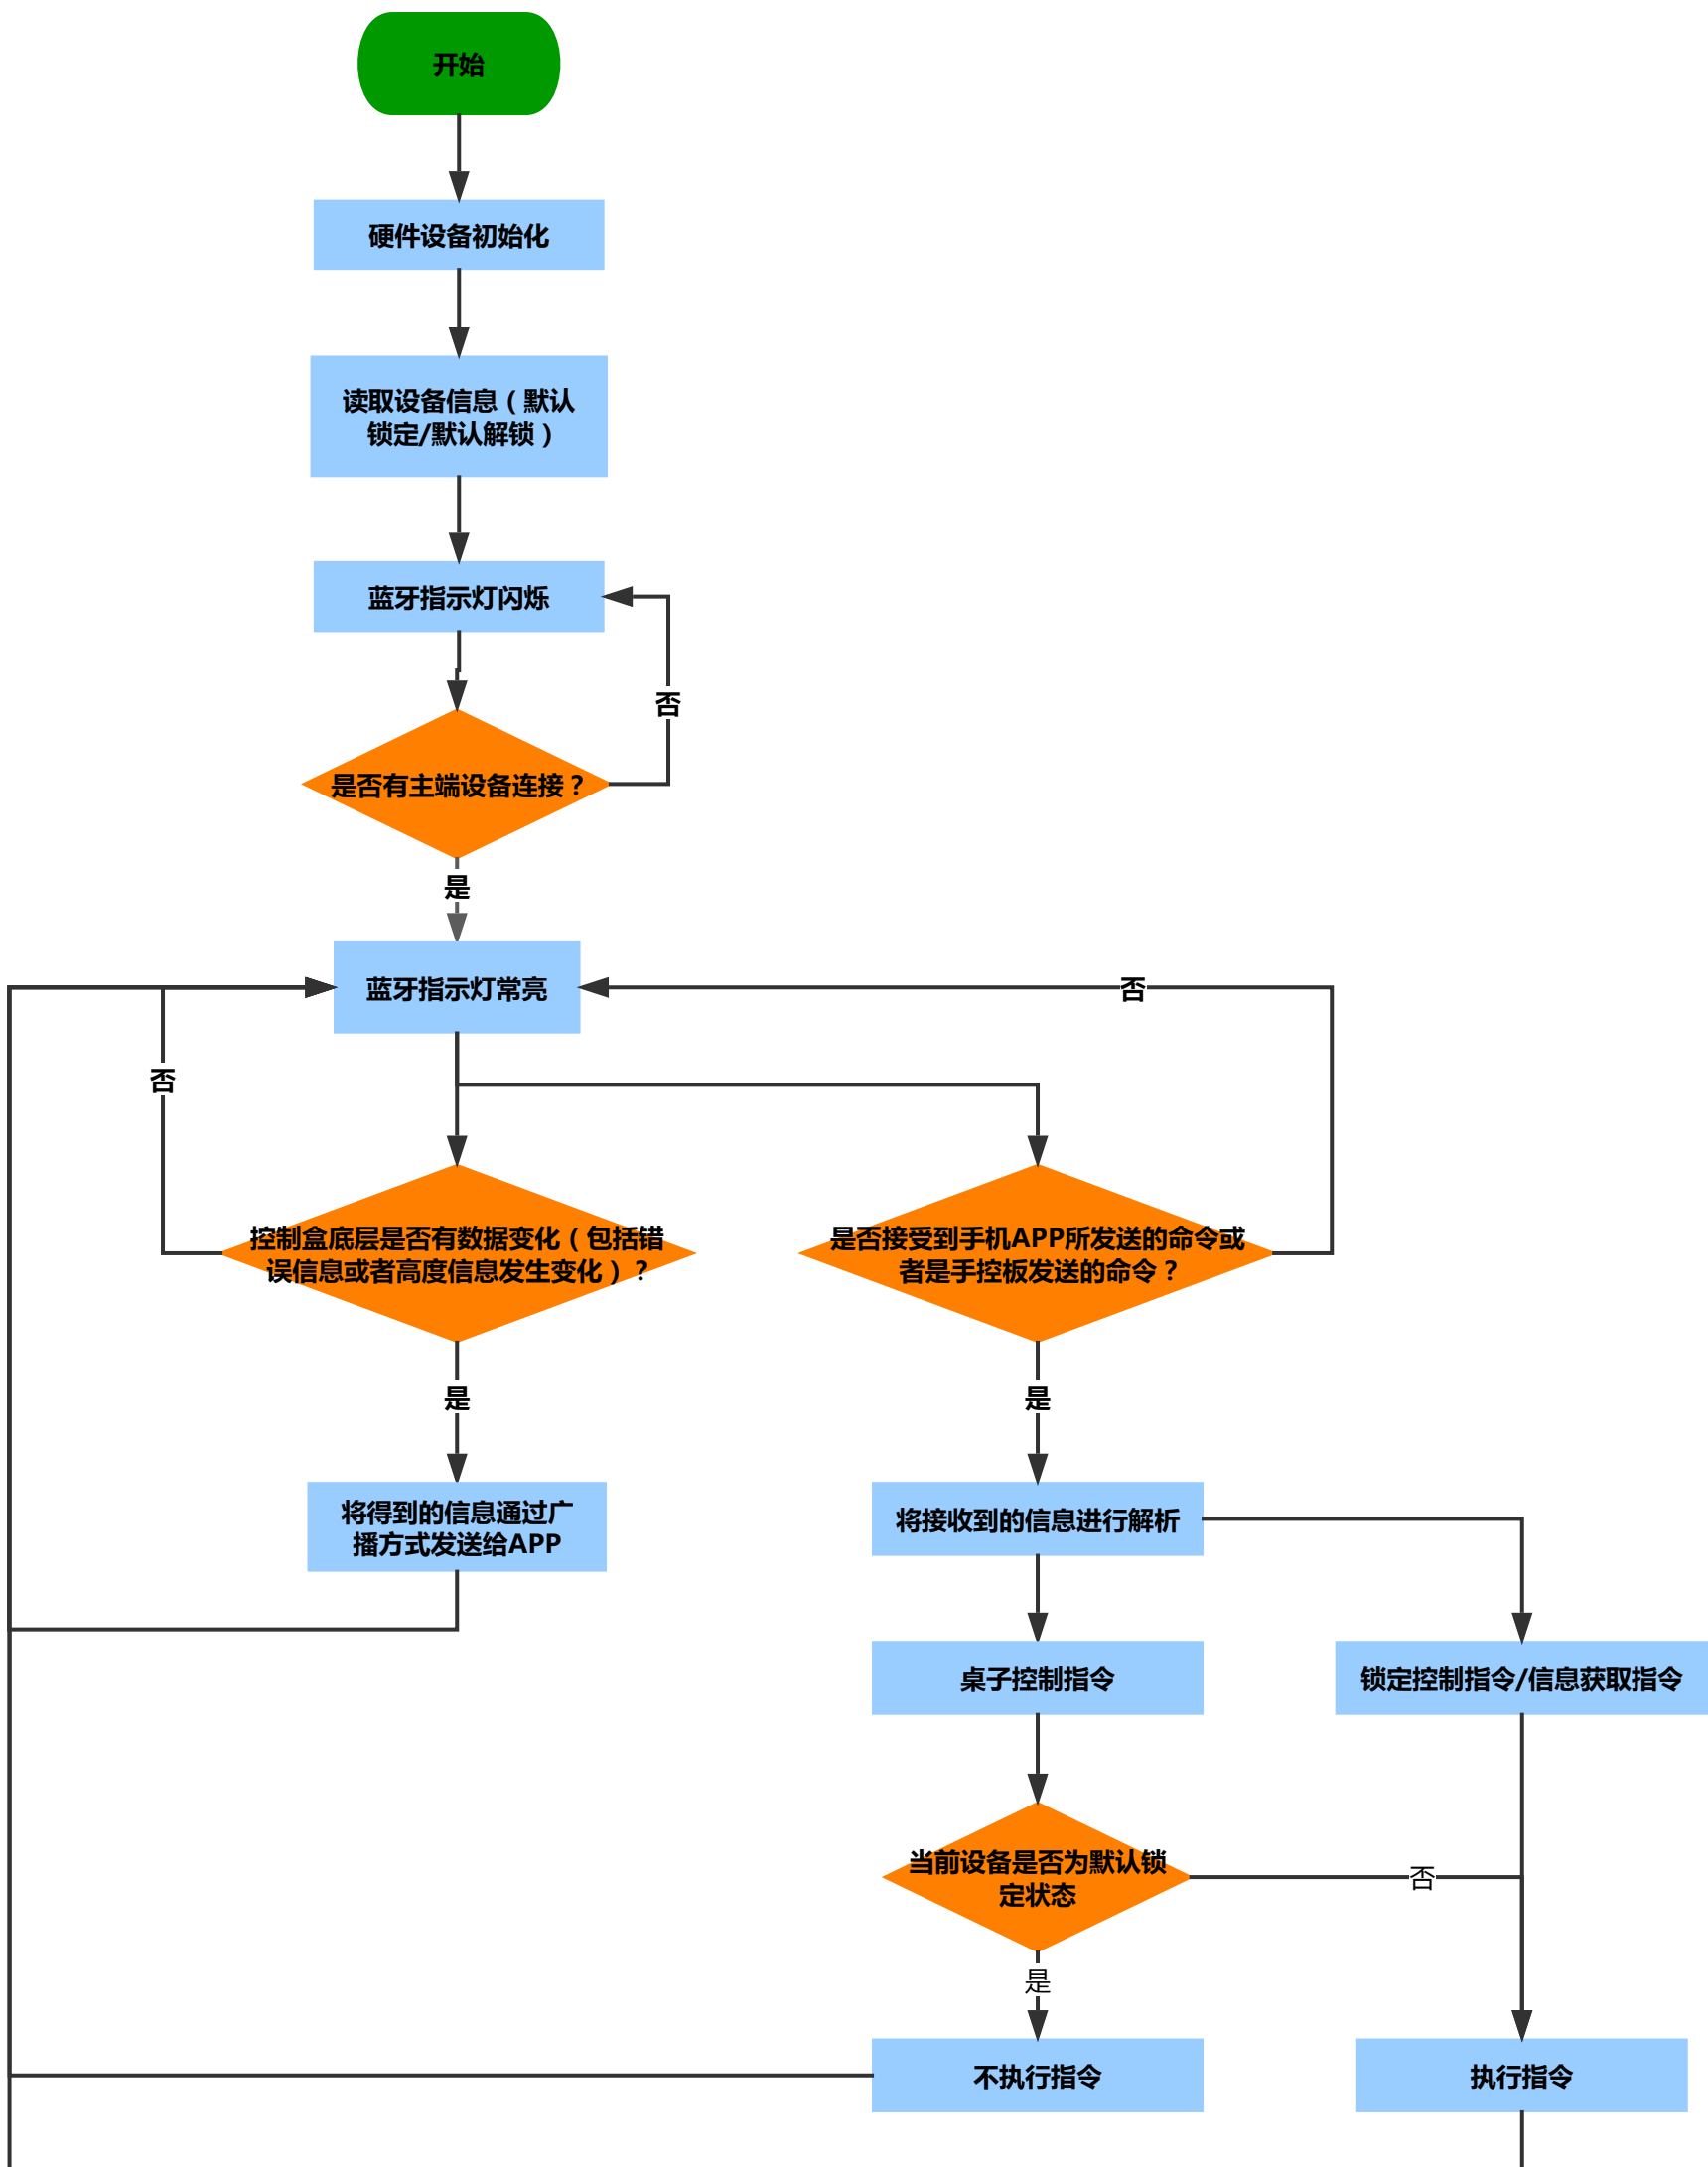 开始
硬件设备初始化
读取设备信息（默认
锁定/默认解锁）
蓝牙指示灯闪烁
否
是否有主端设备连接？
是
蓝牙指示灯常亮
否
否
控制盒底层是否有数据变化（包括错
误信息或者高度信息发生变化）？
是否接受到手机APP所发送的命令或
者是手控板发送的命令？
是
是
将得到的信息通过广
播方式发送给APP
将接收到的信息进行解析
桌子控制指令
锁定控制指令/信息获取指令
当前设备是否为默认锁
定状态
否
是
不执行指令
执行指令